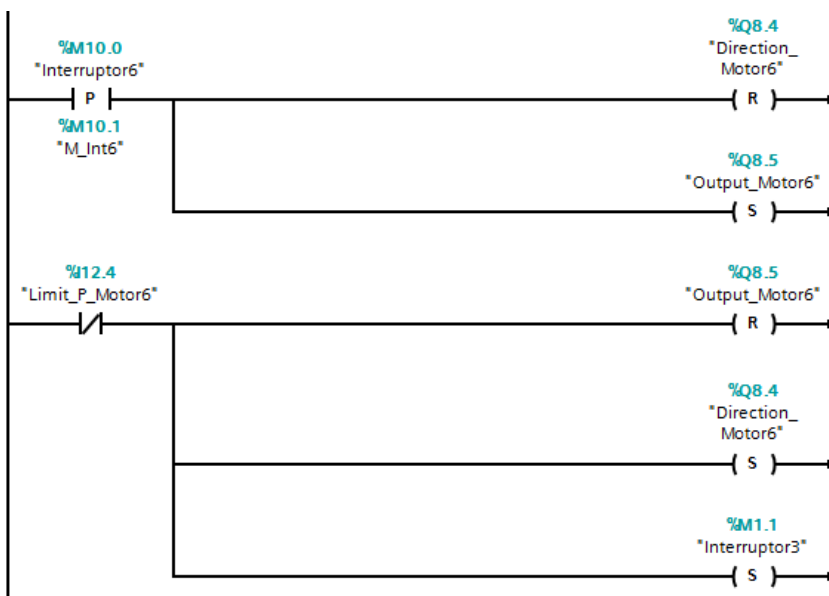 %Q8.4
%M10.0
"Direction_
"Interruptor6"
Motor6"
P
R
%M10.1
"M_Int6"
%Q8.5
"Output_Motor6"
S
%I12.4
%Q8.5
"Limit_P_Motor6"
"Output_Motor6"
R
%Q8.4
"Direction_
Motor6"
S
%M1.1
"Interruptor3"
S